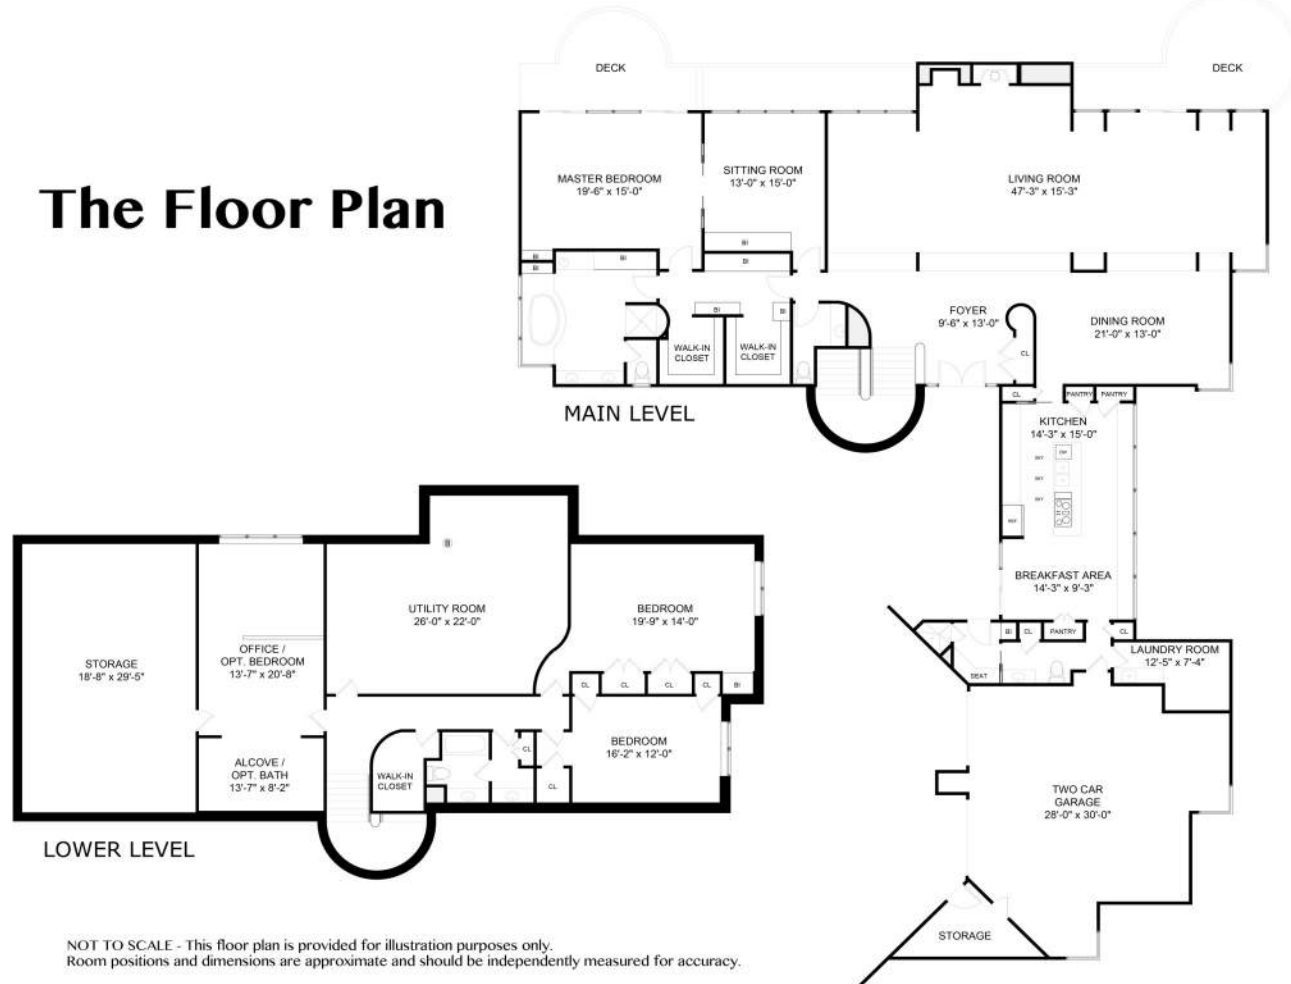 The Floor Plan
DECK
DECK
MASTER BEDROOM
19'-6" x 15'-0"
SITTING ROOM
13'-0" x 15'-0"
LIVING ROOM
47'-3" x 15'-3"
BI
BI
BI
BI
BI
BI
BI
WALK-IN
CLOSET
WALK-IN
CLOSET
FOYER
9'-6" x 13'-0"
CL
DINING ROOM
21'-0" x 13'-0"
MAIN LEVEL
CL
PANTRY
PANTRY
KITCHEN
14'-3" x 15'-0"
DW
REF
BREAKFAST AREA
14'-3" x 9'-3"
BI
CL
PANTRY
CL
SEAT
LAUNDRY ROOM
12'-5" x 7'-4"
TWO CAR
GARAGE
28'-0" x 30'-0"
STORAGE
STORAGE
18'-8" x 29'-5"
OFFICE /
OPT. BEDROOM
13'-7" x 20'-8"
ALCOVE /
OPT. BATH
13'-7" x 8'-2"
UTILITY ROOM
26'-0" x 22'-0"
BEDROOM
19'-9" x 14'-0"
CL
CL
CL
CL
BI
BEDROOM
16'-2" x 12'-0"
WALK-IN
CLOSET
CL
CL
LOWER LEVEL
NOT TO SCALE - This floor plan is provided for illustration purposes only.
Room positions and dimensions are approximate and should be independently measured for accuracy.